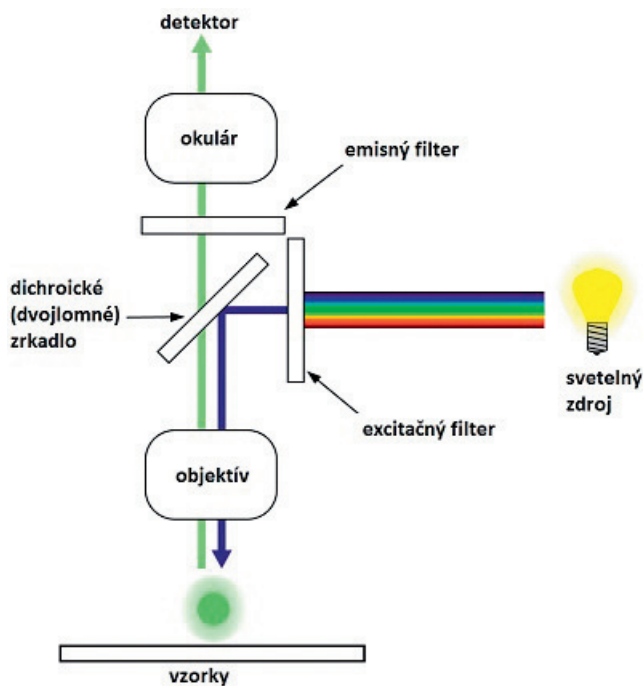 detektor
okulár
emisný filter
dichroické
(dvojlomné)
zrkadlo
svetelný
zdroj
excitačný filter
objektív
vzorky